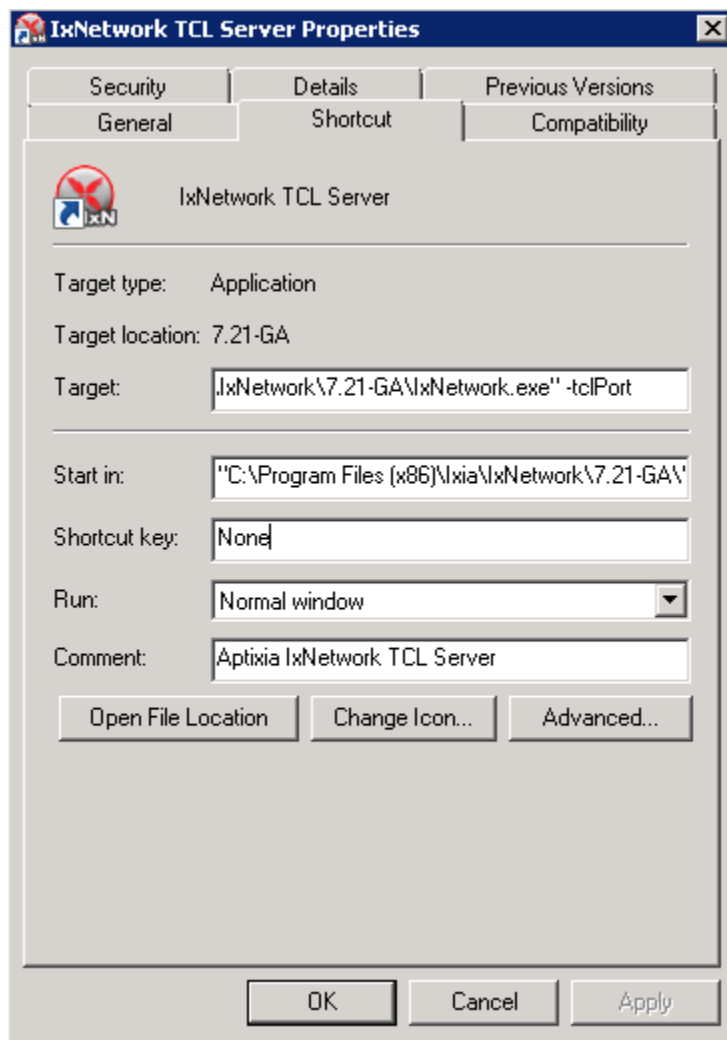 IxNetwork TCL Server Properties
Security Details Previous Versions
General Shortcut Compatibility
IxN IxNetwork TCL Server
Target type: Application
Target location: 7.21-GA
Target: .IxNetwork\7.21-GA\IxNetwork.exe" -tclPort
Start in: "C:\Program Files (x86)\Ixia\IxNetwork\7.21-GA\"
Shortcut key: None
Run: Normal window
Comment: Aptixia IxNetwork TCL Server
Open File Location Change Icon... Advanced...
OK Cancel Apply